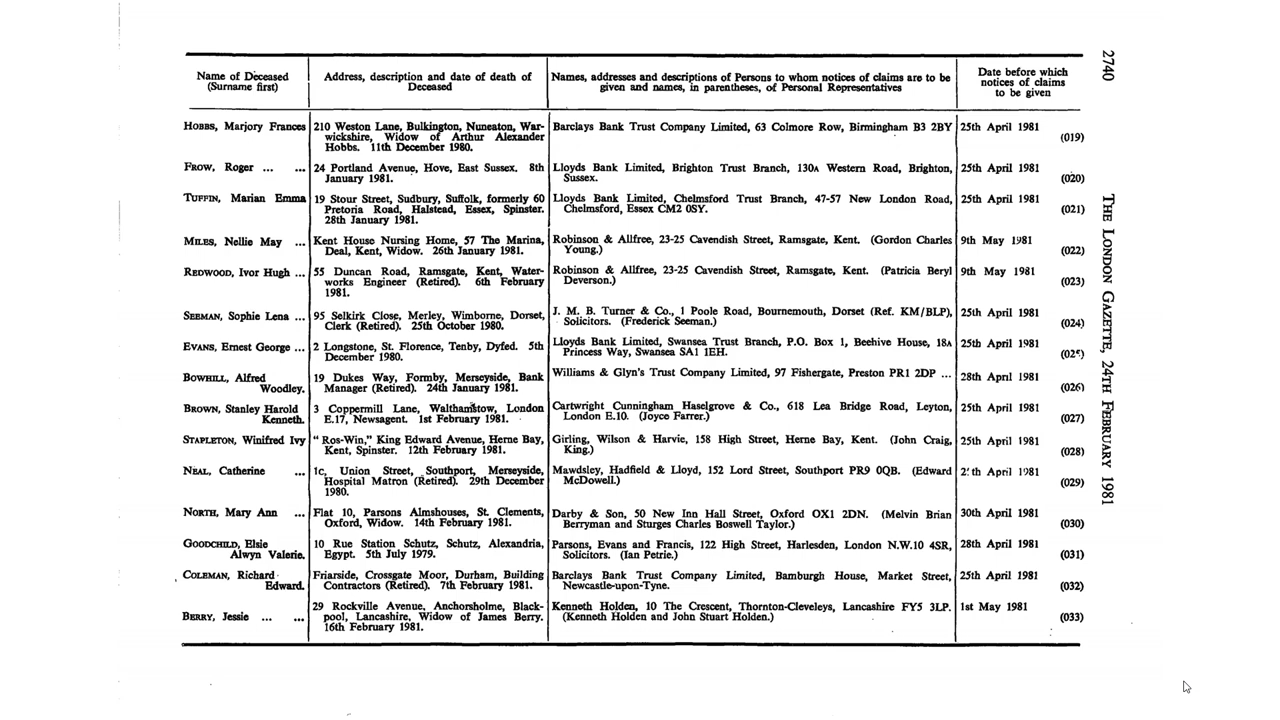 2740
THE LONDON GAZETTE, 24TH FEBRUARY 1981
Name of Deceased
(Surname first)
Address, description and date of death of
Deceased
Names, addresses and descriptions of Persons to whom notices of claims are to be
given and names, in parentheses, of Personal Representatives
Date before which
notices of claims
to be given
HOBBS, Marjory Frances
210 Weston Lane, Bulkington, Nuneaton, War-
wickshire, Widow of Arthur Alexander
Hobbs. 11th December 1980.
Barclays Bank Trust Company Limited, 63 Colmore Row, Birmingham B3 2BY
25th April 1981
(019)
FROW, Roger ... ...
24 Portland Avenue, Hove, East Sussex. 8th
January 1981.
Lloyds Bank Limited, Brighton Trust Branch, 130A Western Road, Brighton,
Sussex.
25th April 1981
(020)
TUFFIN, Marian Emma
19 Stour Street, Sudbury, Suffolk, formerly 60
Pretoria Road, Halstead, Essex, Spinster.
28th January 1981.
Lloyds Bank Limited, Chelmsford Trust Branch, 47-57 New London Road,
Chelmsford, Essex CM2 0SY.
25th April 1981
(021)
MILES, Nellie May ...
Kent House Nursing Home, 57 The Marina,
Deal, Kent, Widow. 26th January 1981.
Robinson & Allfree, 23-25 Cavendish Street, Ramsgate, Kent. (Gordon Charles
Young.)
9th May 1981
(022)
REDWOOD, Ivor Hugh ...
55 Duncan Road, Ramsgate, Kent, Water-
works Engineer (Retired). 6th February
1981.
Robinson & Allfree, 23-25 Cavendish Street, Ramsgate, Kent. (Patricia Beryl
Deverson.)
9th May 1981
(023)
SEEMAN, Sophie Lena ...
95 Selkirk Close, Merley, Wimborne, Dorset,
Clerk (Retired). 25th October 1980.
J. M. B. Turner & Co., 1 Poole Road, Bournemouth, Dorset (Ref. KM/BLP),
Solicitors. (Frederick Seeman.)
25th April 1981
(024)
EVANS, Ernest George ...
2 Longstone, St. Florence, Tenby, Dyfed. 5th
December 1980.
Lloyds Bank Limited, Swansea Trust Branch, P.O. Box 1, Beehive House, 18A
Princess Way, Swansea SA1 1EH.
25th April 1981
(025)
BOWHILL, Alfred
Woodley.
19 Dukes Way, Formby, Merseyside, Bank
Manager (Retired). 24th January 1981.
Williams & Glyn's Trust Company Limited, 97 Fishergate, Preston PR1 2DP ...
28th April 1981
(026)
BROWN, Stanley Harold
Kenneth.
3 Coppermill Lane, Walthamstow, London
E.17, Newsagent. 1st February 1981.
Cartwright Cunningham Haselgrove & Co., 618 Lea Bridge Road, Leyton,
London E.10. (Joyce Farrer.)
25th April 1981
(027)
STAPLETON, Winifred Ivy
" Ros-Win," King Edward Avenue, Herne Bay,
Kent, Spinster. 12th February 1981.
Girling, Wilson & Harvie, 158 High Street, Herne Bay, Kent. (John Craig,
King.)
25th April 1981
(028)
NEAL, Catherine ...
1c, Union Street, Southport, Merseyside,
Hospital Matron (Retired). 29th December
1980.
Mawdsley, Hadfield & Lloyd, 152 Lord Street, Southport PR9 0QB. (Edward
McDowell.)
April 1981
(029)
NORTH, Mary Ann ...
Flat 10, Parsons Almshouses, St. Clements,
Oxford, Widow. 14th February 1981.
Darby & Son, 50 New Inn Hall Street, Oxford OX1 2DN. (Melvin Brian
Berryman and Sturges Charles Boswell Taylor.)
30th April 1981
(030)
GOODCHILD, Elsie
Alwyn Valerie.
10 Rue Station Schutz, Schutz, Alexandria,
Egypt. 5th July 1979.
Parsons, Evans and Francis, 122 High Street, Harlesden, London N.W.10 4SR,
Solicitors. (Ian Petrie.)
28th April 1981
(031)
COLEMAN, Richard
Edward.
Friarside, Crossgate Moor, Durham, Building
Contractors (Retired). 7th February 1981.
Barclays Bank Trust Company Limited, Bamburgh House, Market Street,
Newcastle-upon-Tyne.
25th April 1981
(032)
BERRY, Jessie ... ...
29 Rockville Avenue, Anchorsholme, Black-
pool, Lancashire, Widow of James Berry.
16th February 1981.
Kenneth Holden, 10 The Crescent, Thornton-Cleveleys, Lancashire FY5 3LP.
(Kenneth Holden and John Stuart Holden.)
1st May 1981
(033)